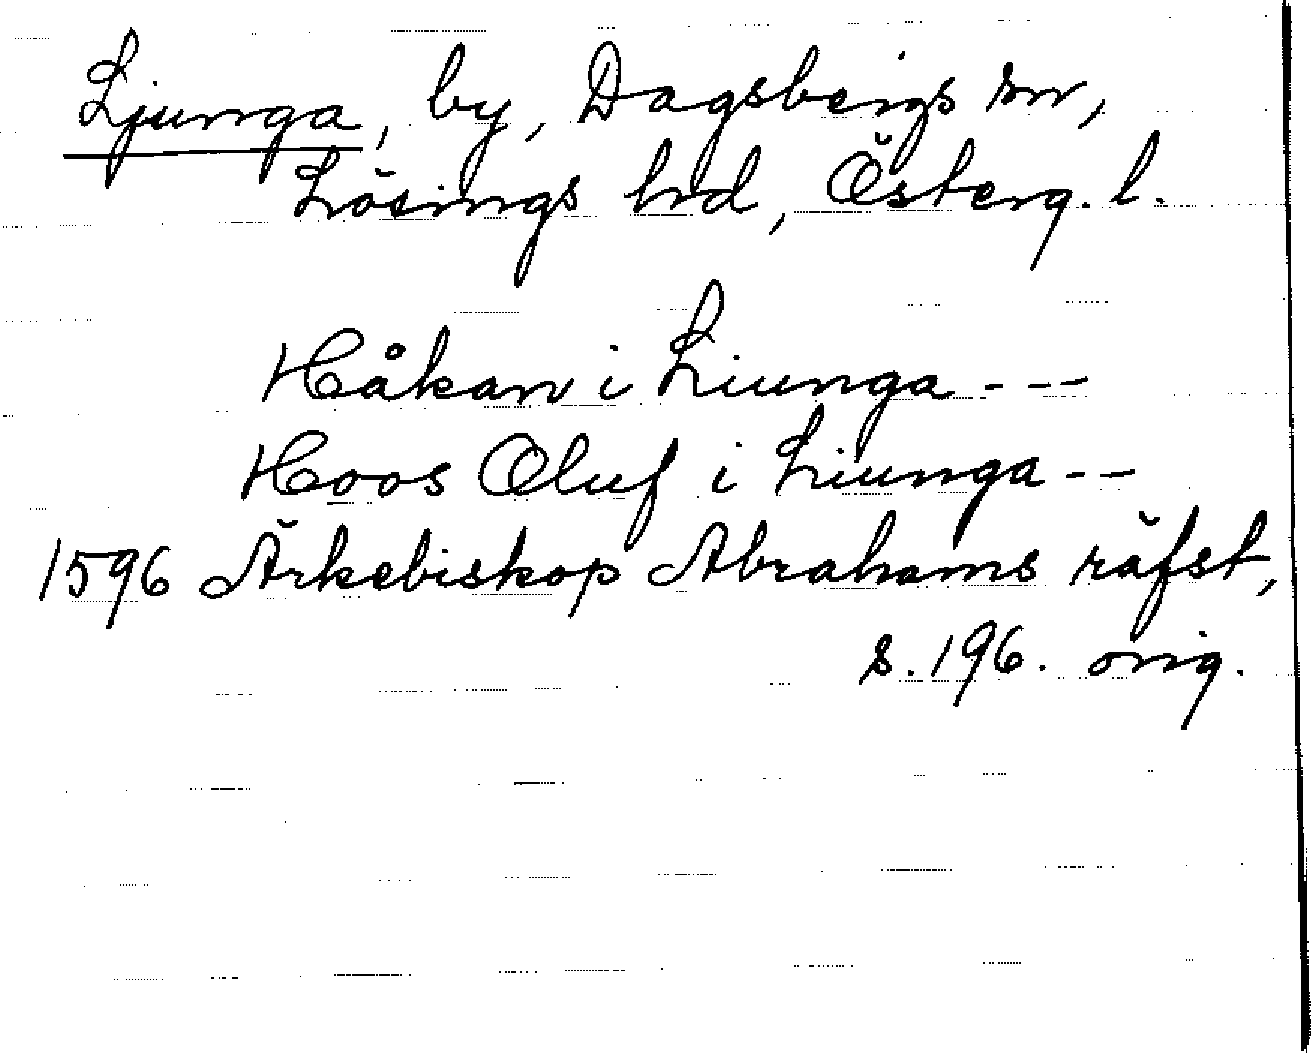 Ljunga, by, Dagsbergs sn,
Lösings hd, Österg. l.
Håkan i Liunga - - -
Hoos Oluf i Liunga - -
1596 Ärkebiskop Abrahams räfst,
s. 196. orig.